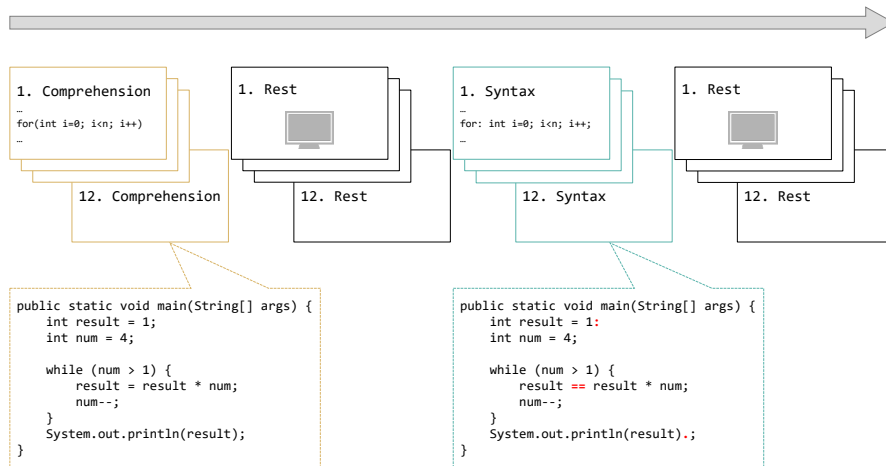 1. Comprehension
…
for(int i=0; i<n; i++)
…
12. Comprehension
1. Rest
12. Rest
1. Syntax
…
for: int i=0; i<n; i++;
…
12. Syntax
1. Rest
12. Rest
public static void main(String[] args) {
    int result = 1;
    int num = 4;
    while (num > 1) {
        result = result * num;
        num--;
    }
    System.out.println(result);
}
public static void main(String[] args) {
    int result = 1:
    int num = 4;
    while (num > 1) {
        result == result * num;
        num--;
    }
    System.out.println(result).;
}